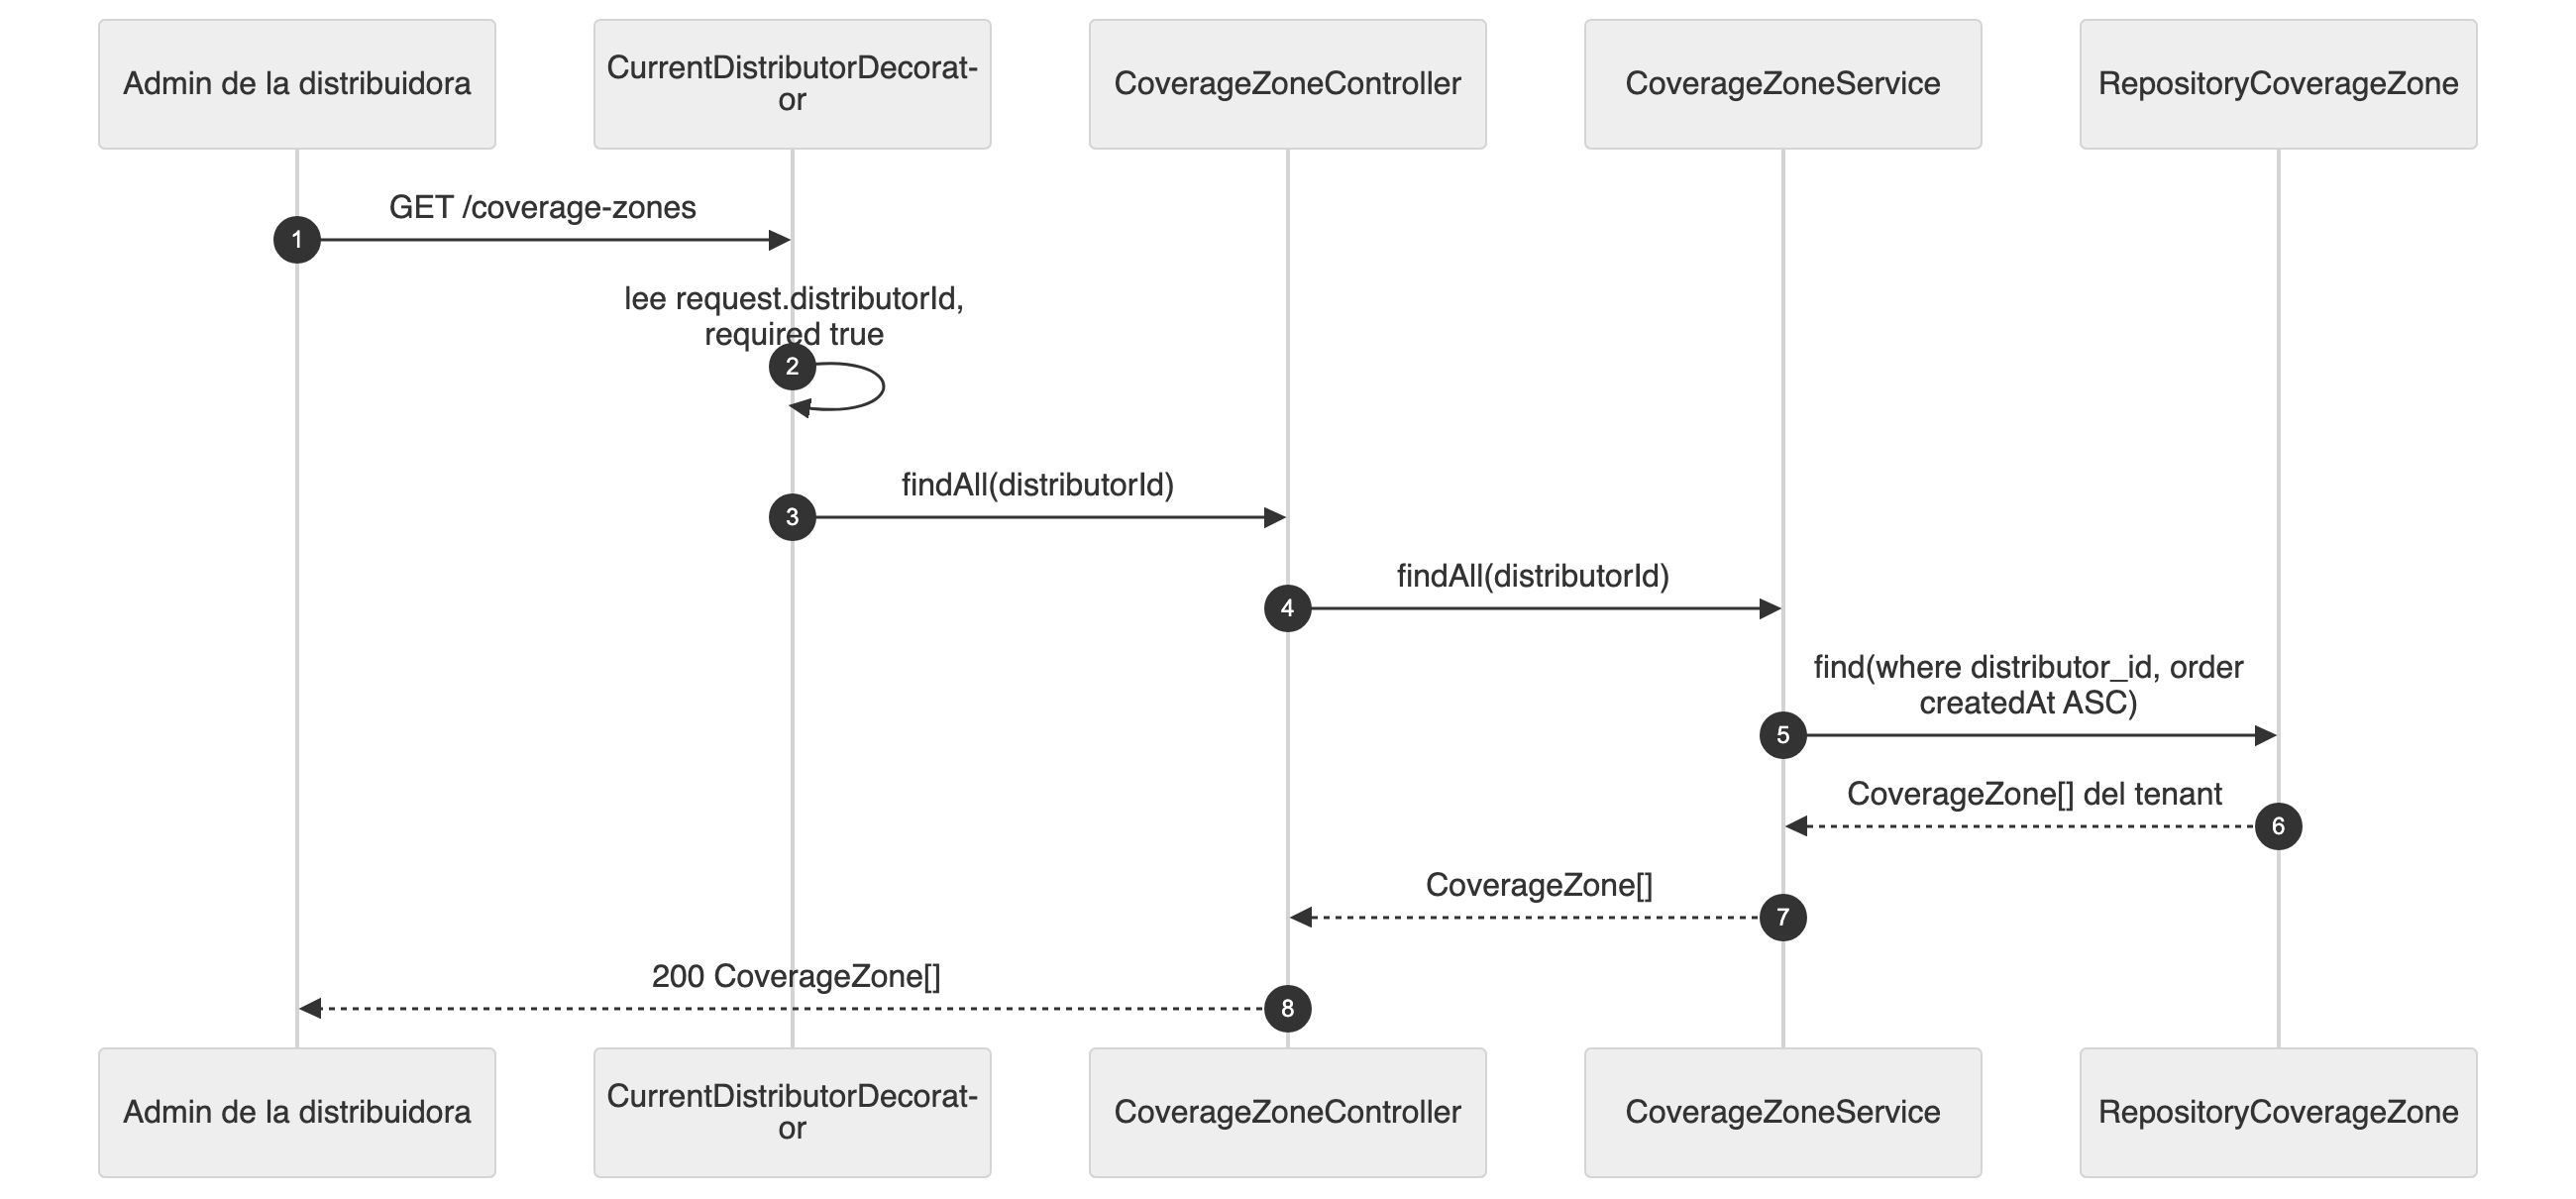 Admin de la distribuidora
CurrentDistributorDecorat-
or
CoverageZoneController
CoverageZoneService
RepositoryCoverageZone
GET /coverage-zones
1
lee request.distributorId,
required true
2
findAll(distributorId)
3
findAll(distributorId)
4
find(where distributor_id, order
createdAt ASC)
5
CoverageZone[] del tenant
6
CoverageZone[]
7
200 CoverageZone[]
8
Admin de la distribuidora
CurrentDistributorDecorat-
or
CoverageZoneController
CoverageZoneService
RepositoryCoverageZone